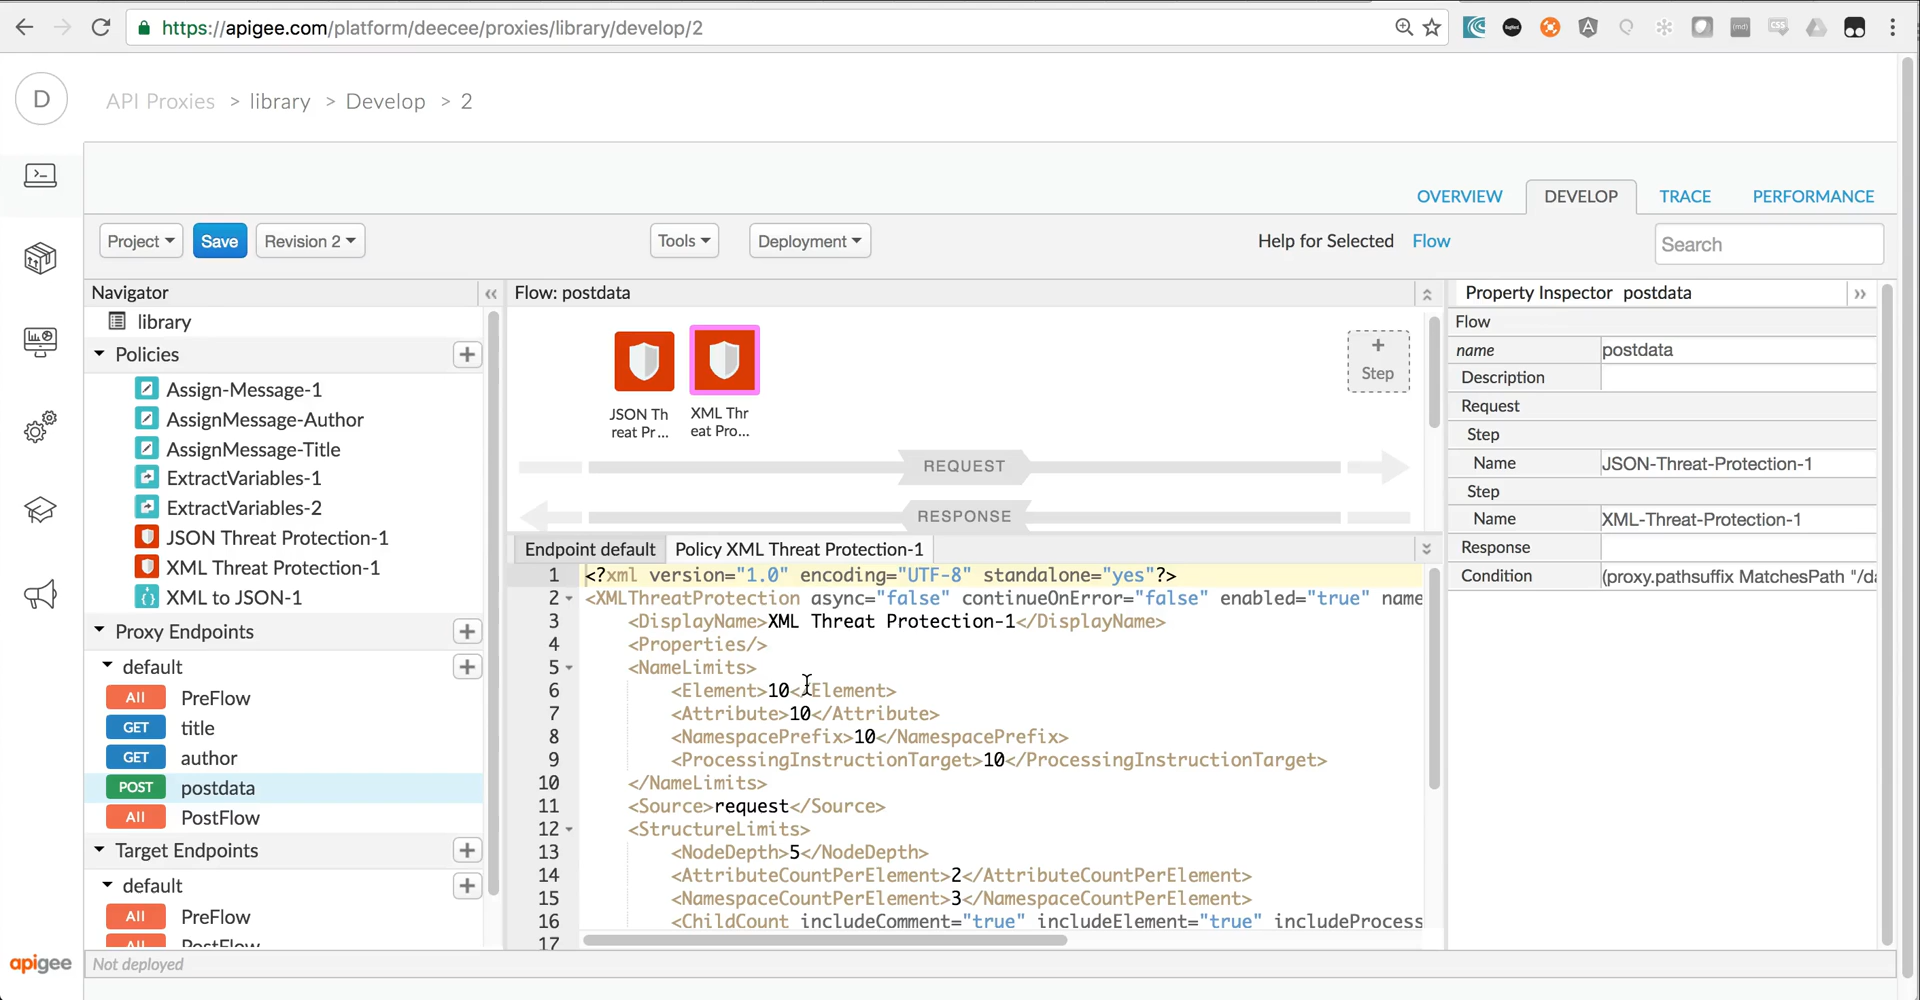 https://apigee.com/platform/deecee/proxies/library/develop/2
D
API Proxies > library > Develop > 2
OVERVIEW
DEVELOP
TRACE
PERFORMANCE
Project
Save
Revision 2
Tools
Deployment
Help for Selected Flow
Search
Navigator
library
Policies
Assign-Message-1
AssignMessage-Author
AssignMessage-Title
ExtractVariables-1
ExtractVariables-2
JSON Threat Protection-1
XML Threat Protection-1
XML to JSON-1
Proxy Endpoints
default
All PreFlow
GET title
GET author
POST postdata
All PostFlow
Target Endpoints
default
All PreFlow
All PostFlow
Flow: postdata
JSON Th
reat Pr...
XML Thr
eat Pro...
+
Step
REQUEST
RESPONSE
Endpoint default
Policy XML Threat Protection-1
1 <?xml version="1.0" encoding="UTF-8" standalone="yes"?>
2 <XMLThreatProtection async="false" continueOnError="false" enabled="true" name
3 <DisplayName>XML Threat Protection-1</DisplayName>
4 <Properties/>
5 <NameLimits>
6 <Element>10</Element>
7 <Attribute>10</Attribute>
8 <NamespacePrefix>10</NamespacePrefix>
9 <ProcessingInstructionTarget>10</ProcessingInstructionTarget>
10 </NameLimits>
11 <Source>request</Source>
12 <StructureLimits>
13 <NodeDepth>5</NodeDepth>
14 <AttributeCountPerElement>2</AttributeCountPerElement>
15 <NamespaceCountPerElement>3</NamespaceCountPerElement>
16 <ChildCount includeComment="true" includeElement="true" includeProcess
17
Property Inspector postdata
Flow
name postdata
Description
Request
Step
Name JSON-Threat-Protection-1
Step
Name XML-Threat-Protection-1
Response
Condition (proxy.pathsuffix MatchesPath "/da
apigee
Not deployed